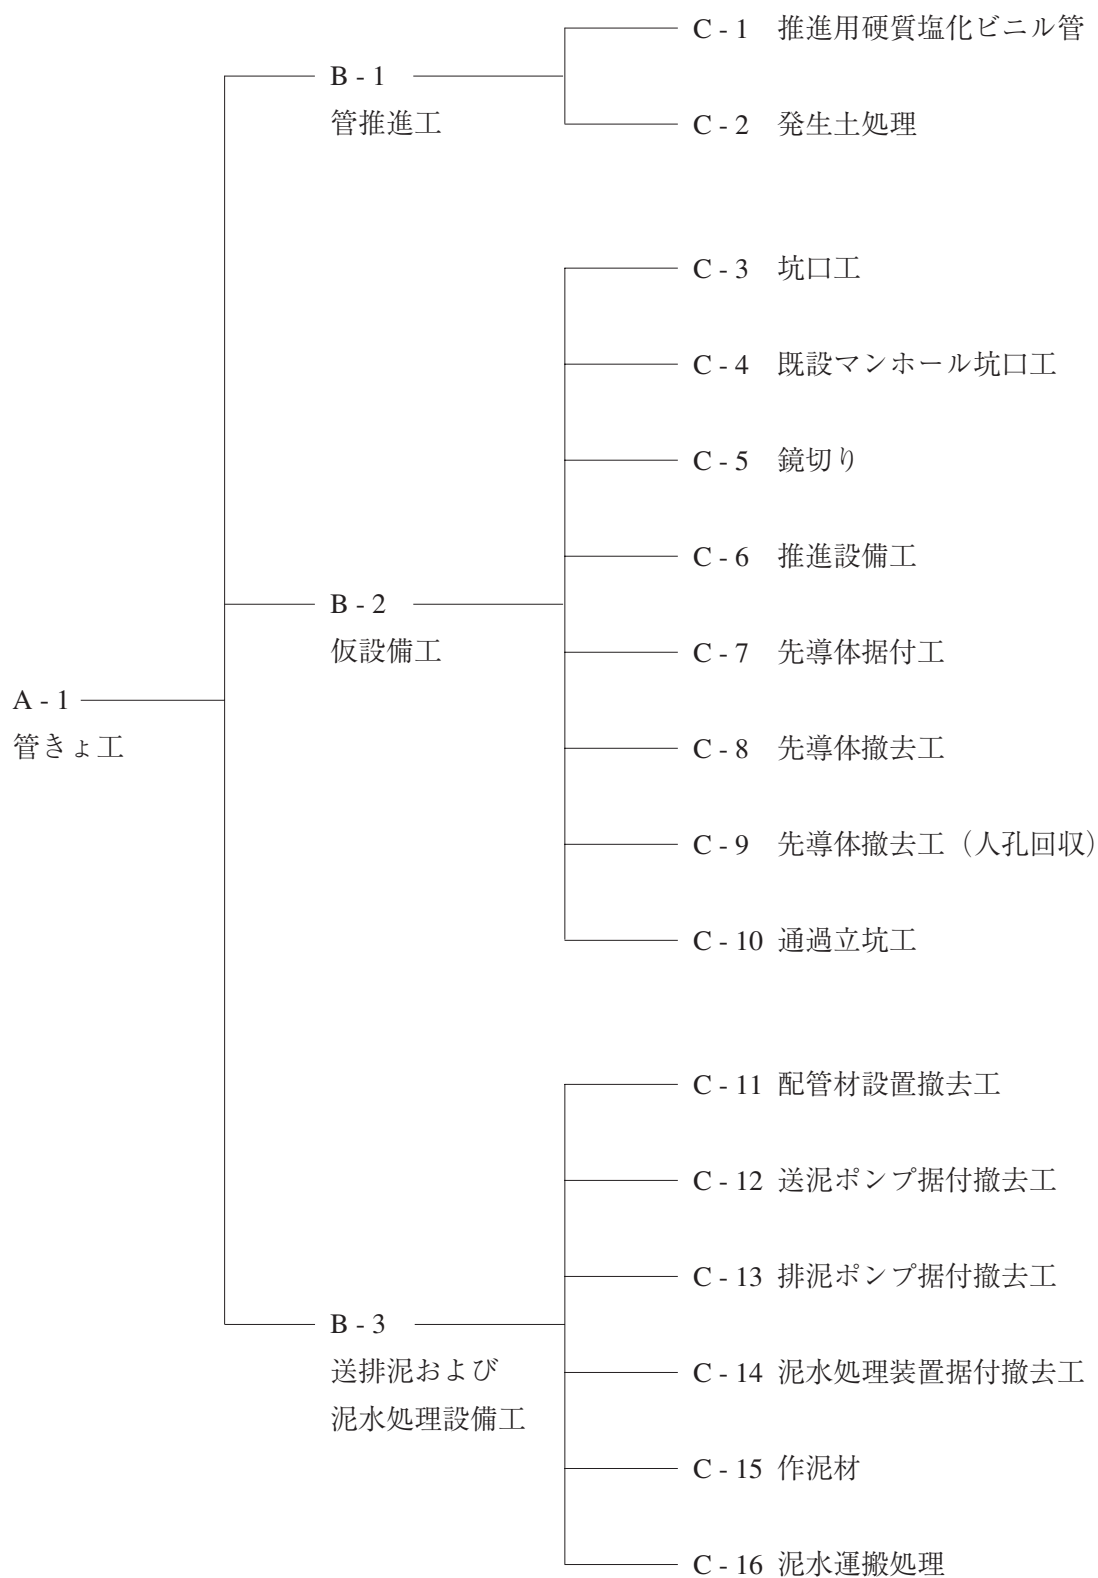 A - 1
管きょ工
B - 1
管推進工
C - 1 推進用硬質塩化ビニル管
C - 2 発生土処理
B - 2
仮設備工
C - 3 坑口工
C - 4 既設マンホール坑口工
C - 5 鏡切り
C - 6 推進設備工
C - 7 先導体据付工
C - 8 先導体撤去工
C - 9 先導体撤去工（人孔回収）
C - 10 通過立坑工
B - 3
送排泥および
泥水処理設備工
C - 11 配管材設置撤去工
C - 12 送泥ポンプ据付撤去工
C - 13 排泥ポンプ据付撤去工
C - 14 泥水処理装置据付撤去工
C - 15 作泥材
C - 16 泥水運搬処理